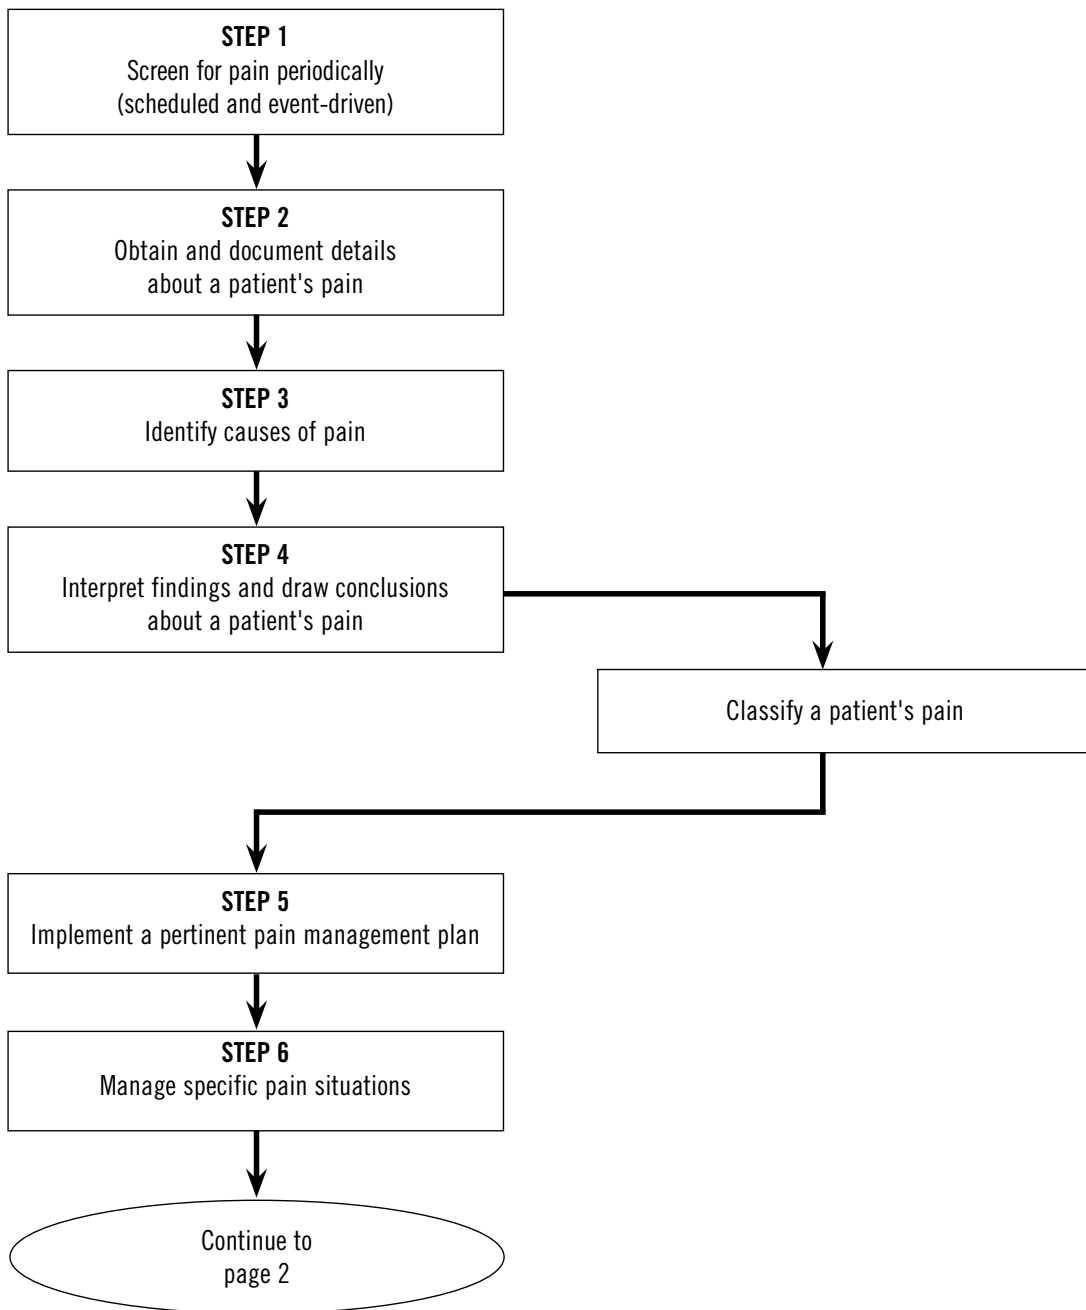 STEP 1
Screen for pain periodically
(scheduled and event-driven)
STEP 2
Obtain and document details
about a patient's pain
STEP 3
Identify causes of pain
STEP 4
Interpret findings and draw conclusions
about a patient's pain
Classify a patient's pain
STEP 5
Implement a pertinent pain management plan
STEP 6
Manage specific pain situations
Continue to
page 2